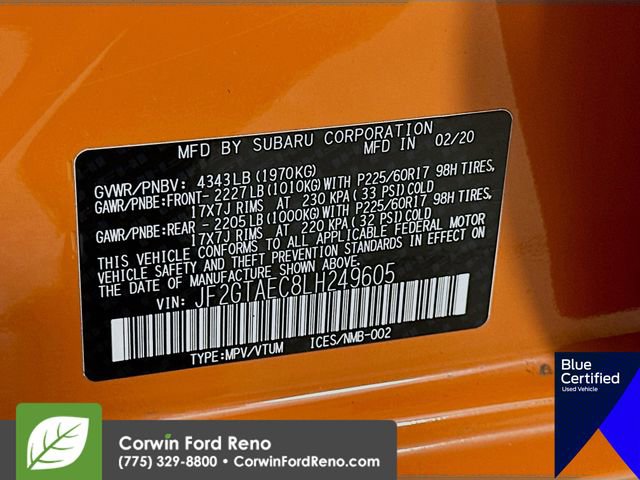 MFD BY SUBARU CORPORATION
MFD IN    02/20
GVWR/PNBV: 4343LB (1970KG)
GAWR/PNBE:FRONT- 2227LB (1010KG)WITH P225/60R17 98H TIRES,
17X7J RIMS AT 230 KPA (33 PSI)COLD
GAWR/PNBE:REAR - 2205LB (1000KG)WITH P225/60R17 98H TIRES,
17X7J RIMS AT 220 KPA (32 PSI)COLD
THIS VEHICLE CONFORMS TO ALL APPLICABLE FEDERAL MOTOR
VEHICLE SAFETY AND THEFT PREVENTION STANDARDS IN EFFECT ON
THE DATE OF MANUFACTURE SHOWN ABOVE.
VIN: JF2GTAEC8LH249605
TYPE:MPV/VTUM    ICES/NMB-002
Blue
Certified
Used Vehicle
Corwin Ford Reno
(775) 329-8800 • CorwinFordReno.com